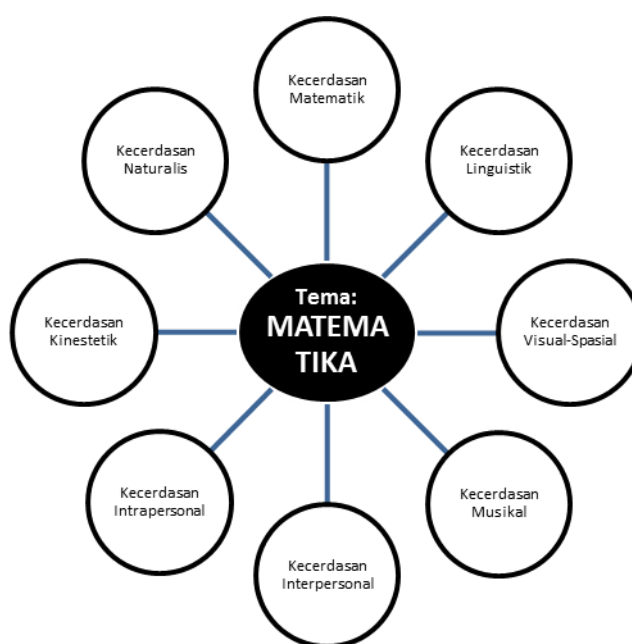 Kecerdasan
Matematik
Kecerdasan
Naturalis
Kecerdasan
Linguistik
Tema:
MATEMA
TIKA
Kecerdasan
Kinestetik
Kecerdasan
Visual-Spasial
Kecerdasan
Intrapersonal
Kecerdasan
Musikal
Kecerdasan
Interpersonal